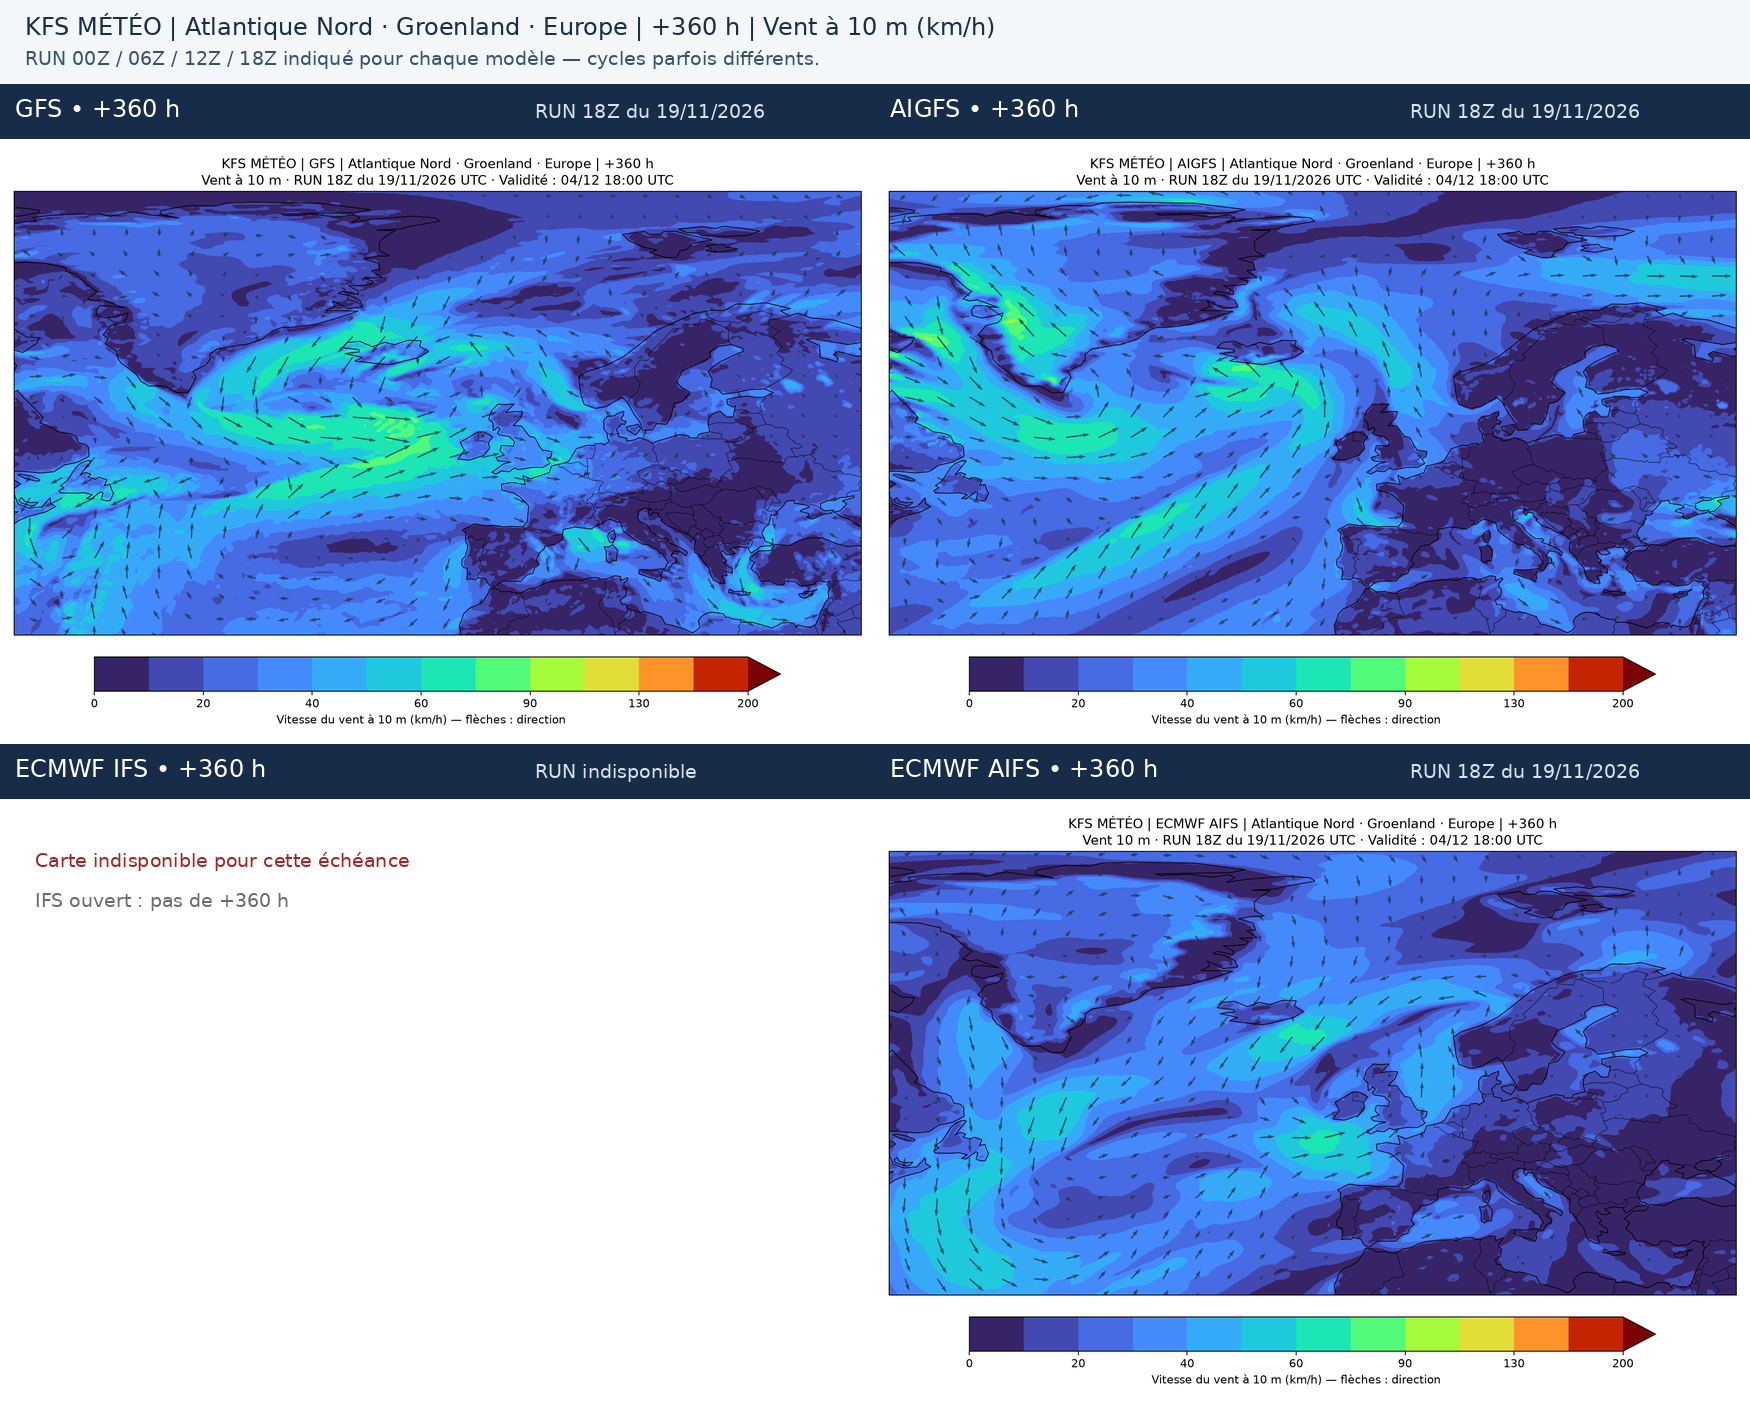 KFS MÉTÉO | Atlantique Nord · Groenland · Europe | +360 h | Vent à 10 m (km/h)
RUN 00Z / 06Z / 12Z / 18Z indiqué pour chaque modèle — cycles parfois différents.
GFS • +360 h RUN 18Z du 19/11/2026
KFS MÉTÉO | GFS | Atlantique Nord · Groenland · Europe | +360 h
Vent à 10 m · RUN 18Z du 19/11/2026 UTC · Validité : 04/12 18:00 UTC
0 20 40 60 90 130 200
Vitesse du vent à 10 m (km/h) — flèches : direction
AIGFS • +360 h RUN 18Z du 19/11/2026
KFS MÉTÉO | AIGFS | Atlantique Nord · Groenland · Europe | +360 h
Vent à 10 m · RUN 18Z du 19/11/2026 UTC · Validité : 04/12 18:00 UTC
0 20 40 60 90 130 200
Vitesse du vent à 10 m (km/h) — flèches : direction
ECMWF IFS • +360 h RUN indisponible
Carte indisponible pour cette échéance
IFS ouvert : pas de +360 h
ECMWF AIFS • +360 h RUN 18Z du 19/11/2026
KFS MÉTÉO | ECMWF AIFS | Atlantique Nord · Groenland · Europe | +360 h
Vent 10 m · RUN 18Z du 19/11/2026 UTC · Validité : 04/12 18:00 UTC
0 20 40 60 90 130 200
Vitesse du vent à 10 m (km/h) — flèches : direction